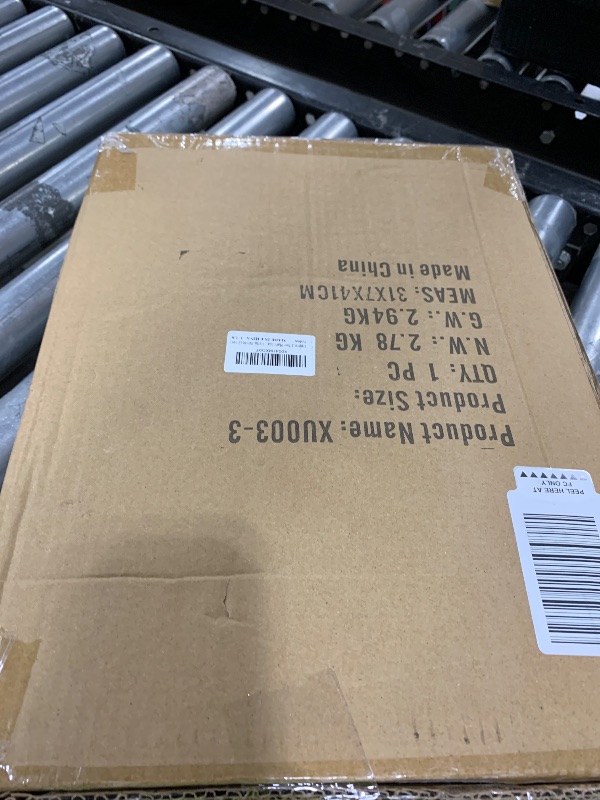 Product Name: XU003-3
Product Size:
QTY: 1 PC
N.W.: 2.78 KG
G.W.: 2.94KG
MEAS: 31X7X41CM
Made in China
PEEL HERE AT
FC ONLY